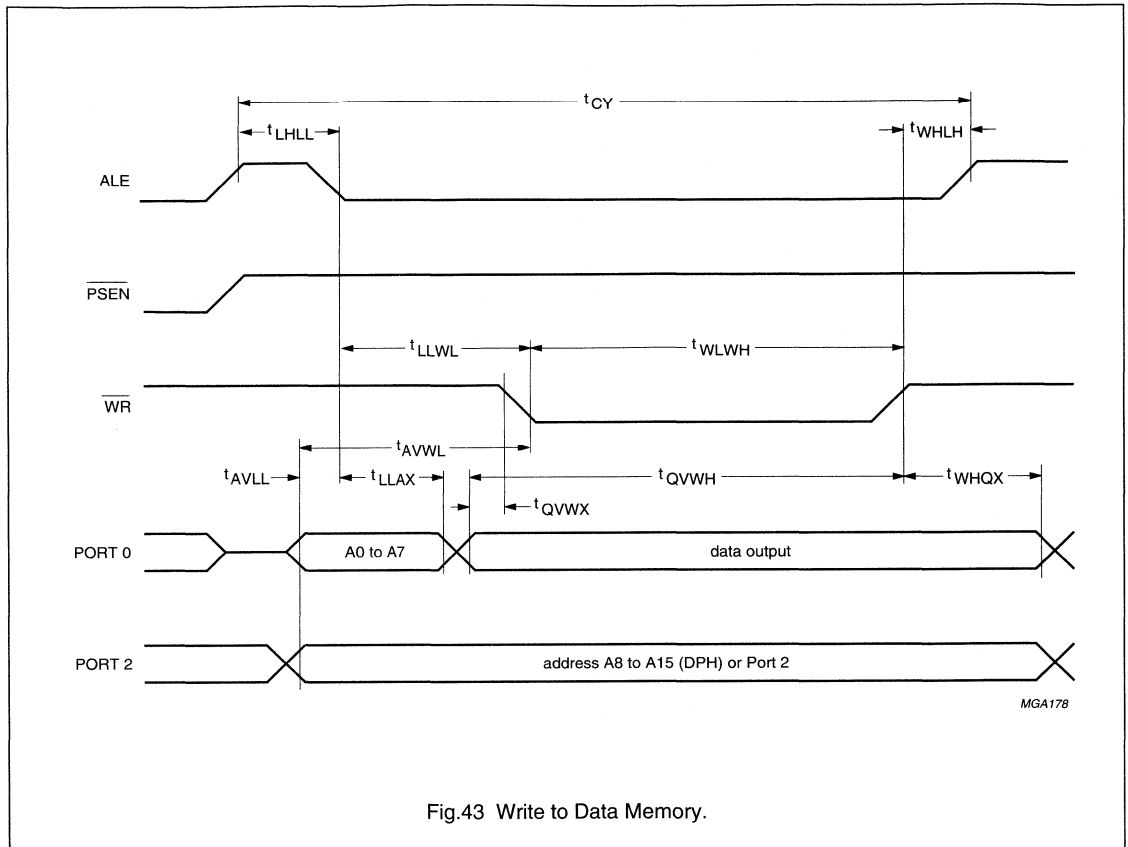 tCY
tLHLL
tWHLH
ALE
PSEN
tLLWL
tWLWH
WR
tAVWL
tAVLL
tLLAX
tQVWH
tWHQX
tQVWX
PORT 0
A0 to A7
data output
PORT 2
address A8 to A15 (DPH) or Port 2
MGA178
Fig.43 Write to Data Memory.